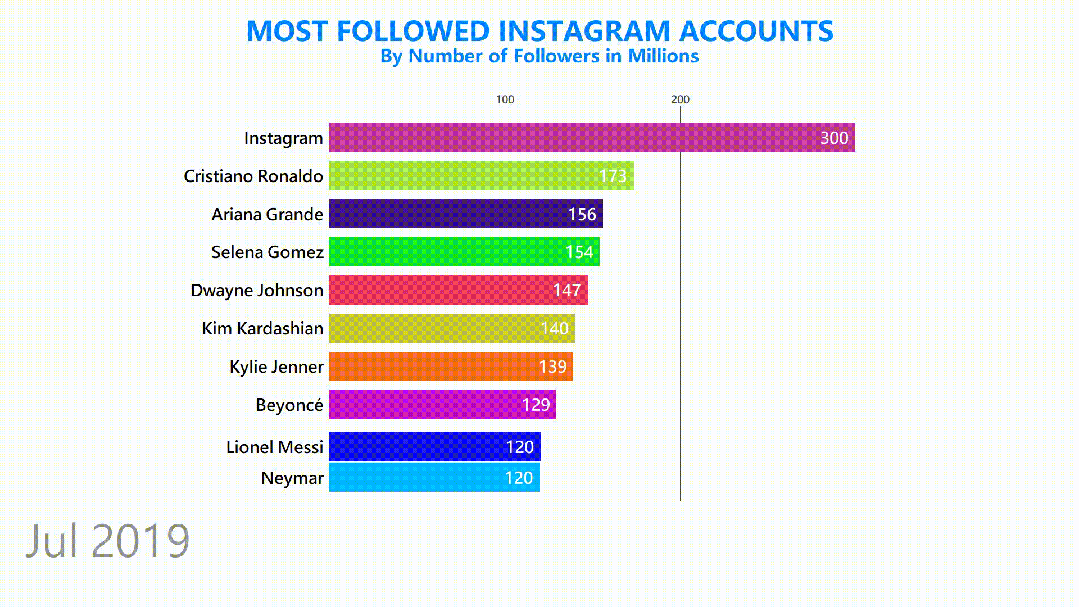 MOST FOLLOWED INSTAGRAM ACCOUNTS
By Number of Followers in Millions
100 200
Instagram 300
Cristiano Ronaldo 173
Ariana Grande 156
Selena Gomez 154
Dwayne Johnson 147
Kim Kardashian 140
Kylie Jenner 139
Beyoncé 129
Lionel Messi 120
Neymar 120
Jul 2019